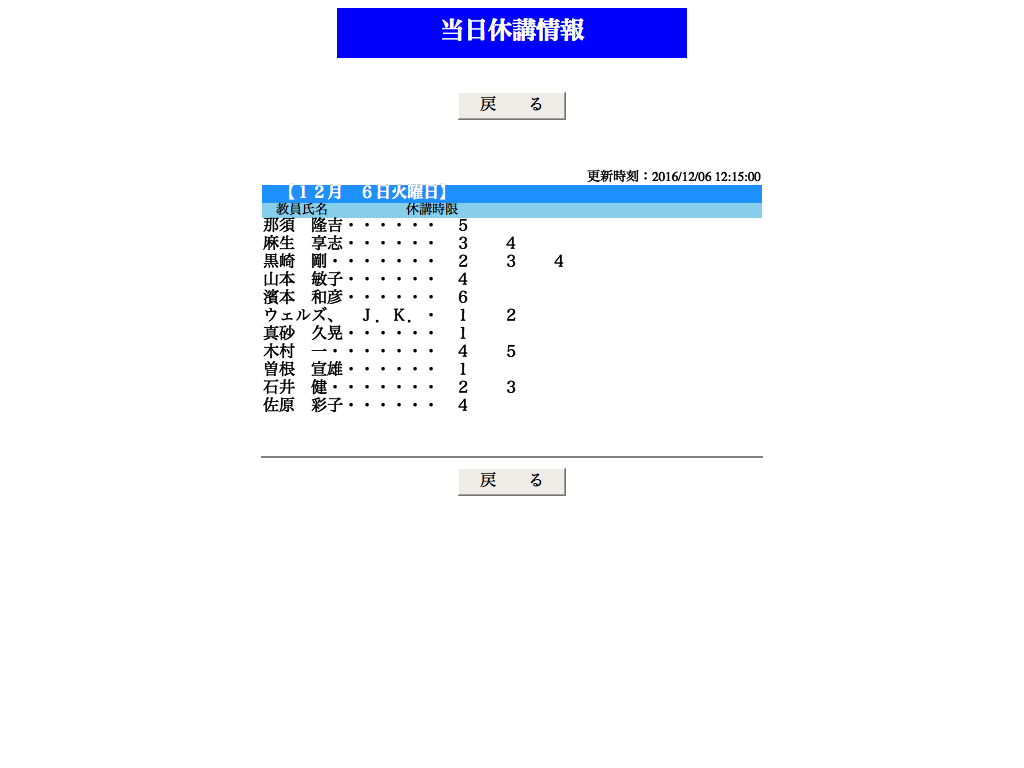 当日休講情報
戻　　る
更新時刻：2016/12/06 12:15:00
【１２月　６日火曜日】
教員氏名　　　　　　休講時限
那須　隆吉・・・・・・　５
麻生　享志・・・・・・　３　　４
黒崎　剛・・・・・・・　２　　３　　４
山本　敏子・・・・・・　４
濱本　和彦・・・・・・　６
ウェルズ、　Ｊ．Ｋ．・　１　　２
真砂　久晃・・・・・・　１
木村　一・・・・・・・　４　　５
曽根　宣雄・・・・・・　１
石井　健・・・・・・・　２　　３
佐原　彩子・・・・・・　４
戻　　る